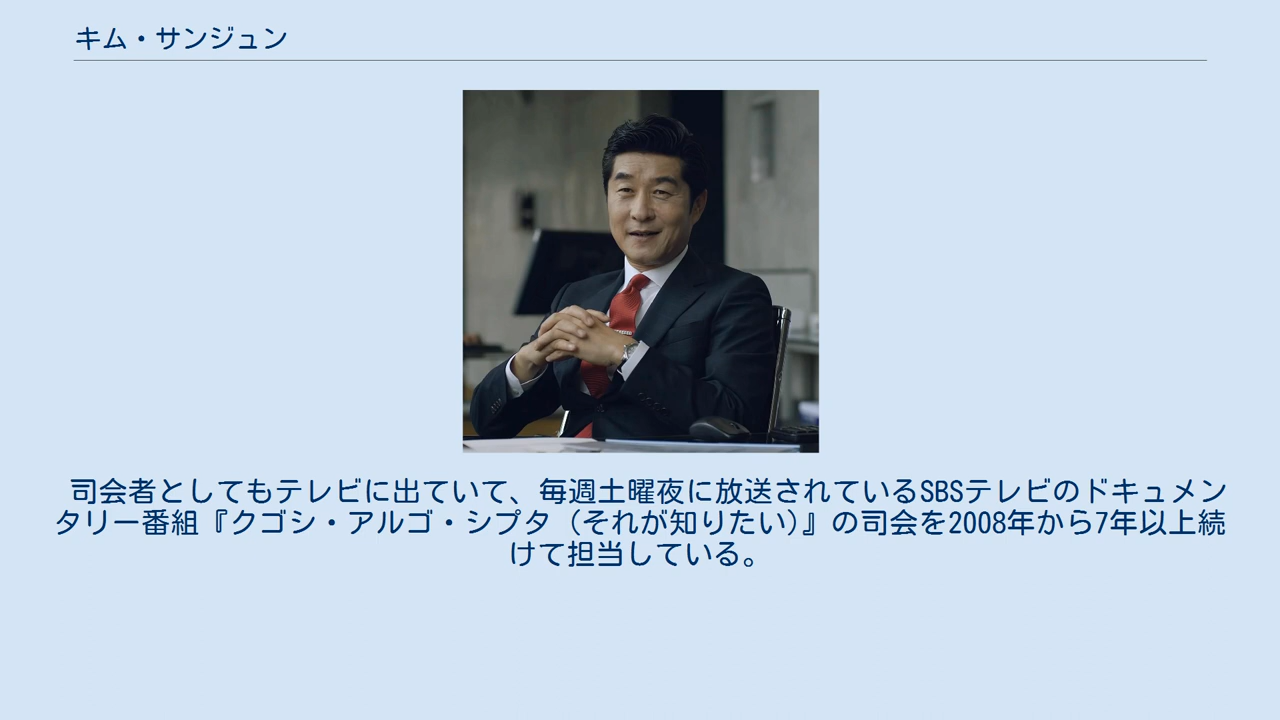 キム・サンジュン
司会者としてもテレビに出ていて、毎週土曜夜に放送されているSBSテレビのドキュメン
タリー番組『クゴシ・アルゴ・シプタ（それが知りたい）』の司会を2008年から7年以上続
けて担当している。